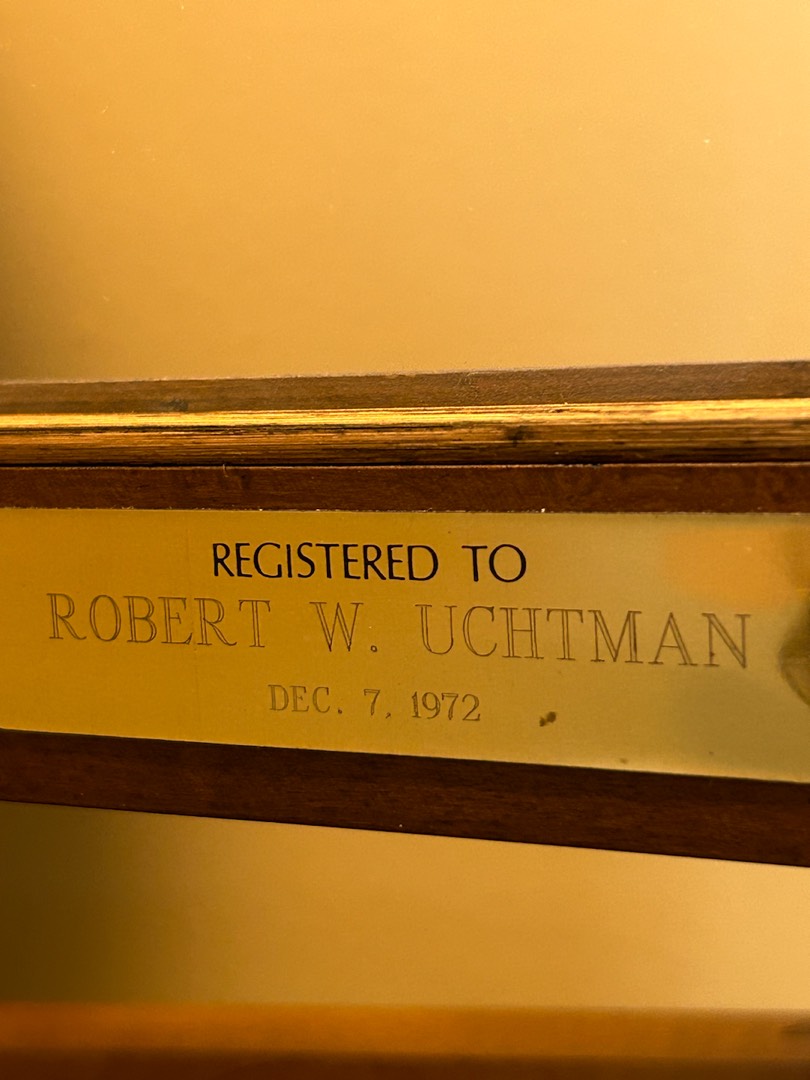 REGISTERED TO
ROBERT W. UCHTMAN
DEC. 7, 1972